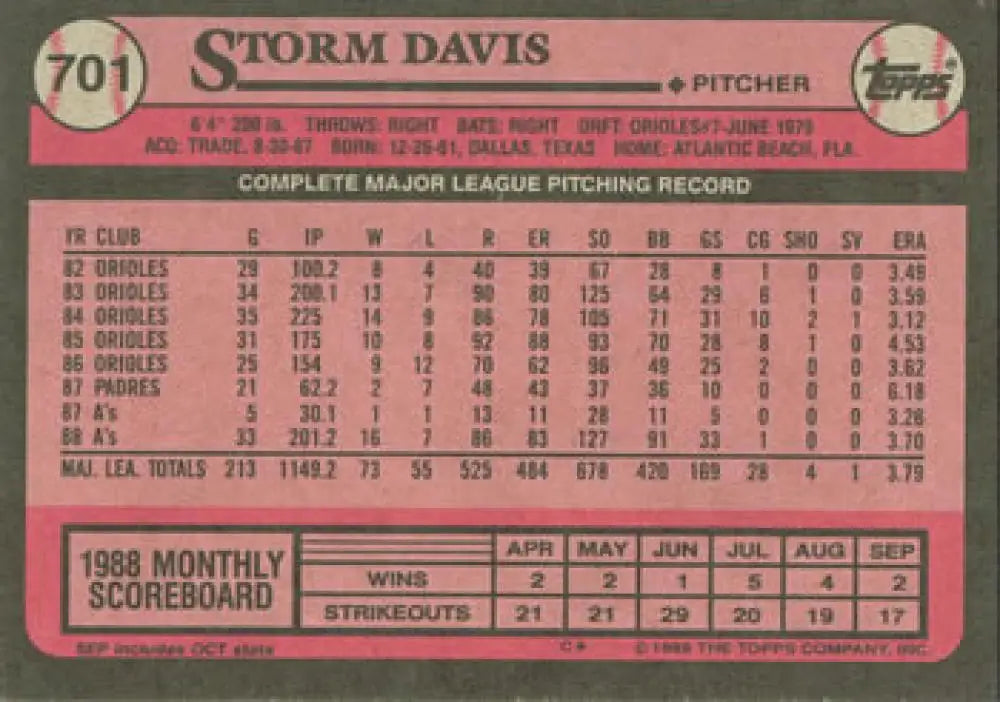 701
STORM DAVIS
PITCHER
TOPPS®
6'4" 200 lb. THROWS: RIGHT BATS: RIGHT DRFT: ORIOLES#7-JUNE 1979
ACQ: TRADE, 8-30-87 BORN: 12-26-61, DALLAS, TEXAS HOME: ATLANTIC BEACH, FLA.
COMPLETE MAJOR LEAGUE PITCHING RECORD
YR CLUB G IP W L R ER SO BB GS CG SHO SV ERA
82 ORIOLES 29 100.2 8 4 40 39 67 28 8 1 0 0 3.49
83 ORIOLES 34 200.1 13 7 90 80 125 64 29 6 1 0 3.59
84 ORIOLES 35 225 14 9 86 78 105 71 31 10 2 1 3.12
85 ORIOLES 31 175 10 8 92 88 93 70 28 8 1 0 4.53
86 ORIOLES 25 154 9 12 70 62 96 49 25 2 0 0 3.62
87 PADRES 21 62.2 2 7 48 43 37 36 10 0 0 0 6.18
87 A's 5 30.1 1 1 13 11 28 11 5 0 0 0 3.26
88 A's 33 201.2 16 7 86 83 127 91 33 1 0 0 3.70
MAJ. LEA. TOTALS 213 1149.2 73 55 525 484 678 420 169 28 4 1 3.79
1988 MONTHLY
SCOREBOARD
APR MAY JUN JUL AUG SEP
WINS 2 2 1 5 4 2
STRIKEOUTS 21 21 29 20 19 17
SEP includes OCT stats C* © 1989 THE TOPPS COMPANY, INC.